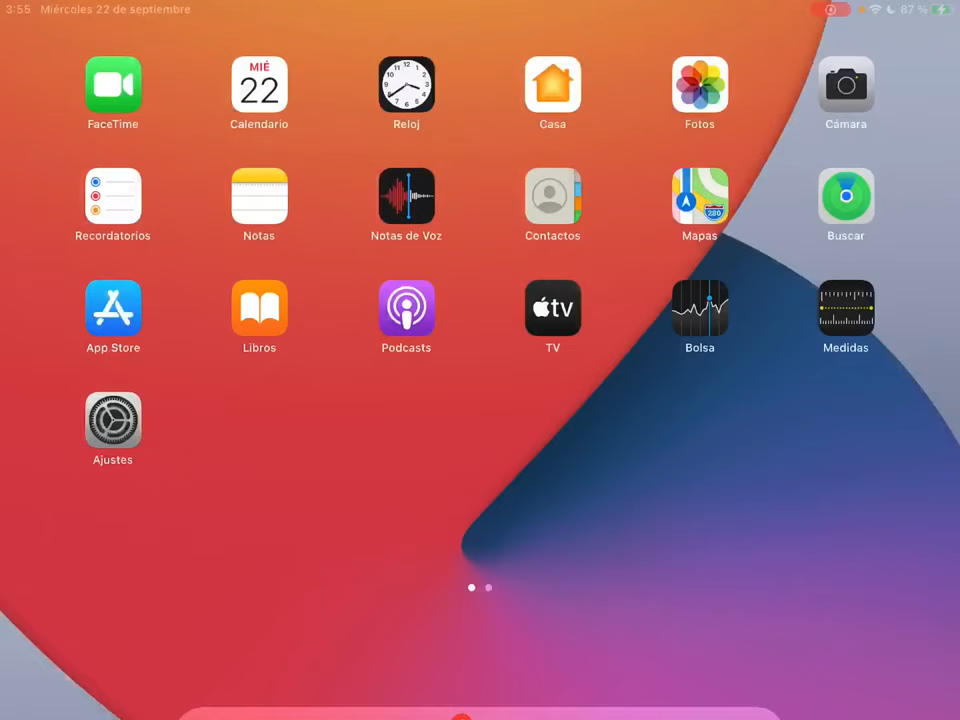 3:55 Miércoles 22 de septiembre 87 %
MIÉ
22
FaceTime Calendario Reloj Casa Fotos Cámara
280
Recordatorios Notas Notas de Voz Contactos Mapas Buscar
tv
App Store Libros Podcasts TV Bolsa Medidas
Ajustes